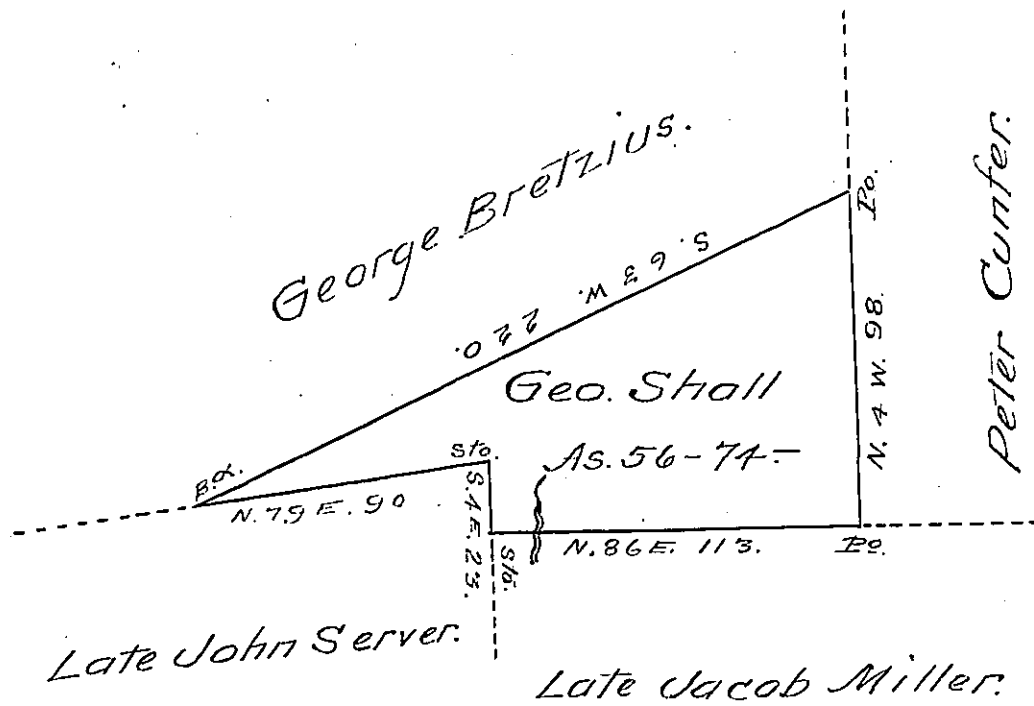 George Bretzius.
Peter Cunfer.
Po.
S. 63 W. 220.
N. 4 W. 98.
Geo. Shall
As. 56-74-
Sto.
N. 79 E. 90
S. 4 E. 23.
Sto.
N. 86 E. 113.
Po.
Late John Server.
Late Jacob Miller.